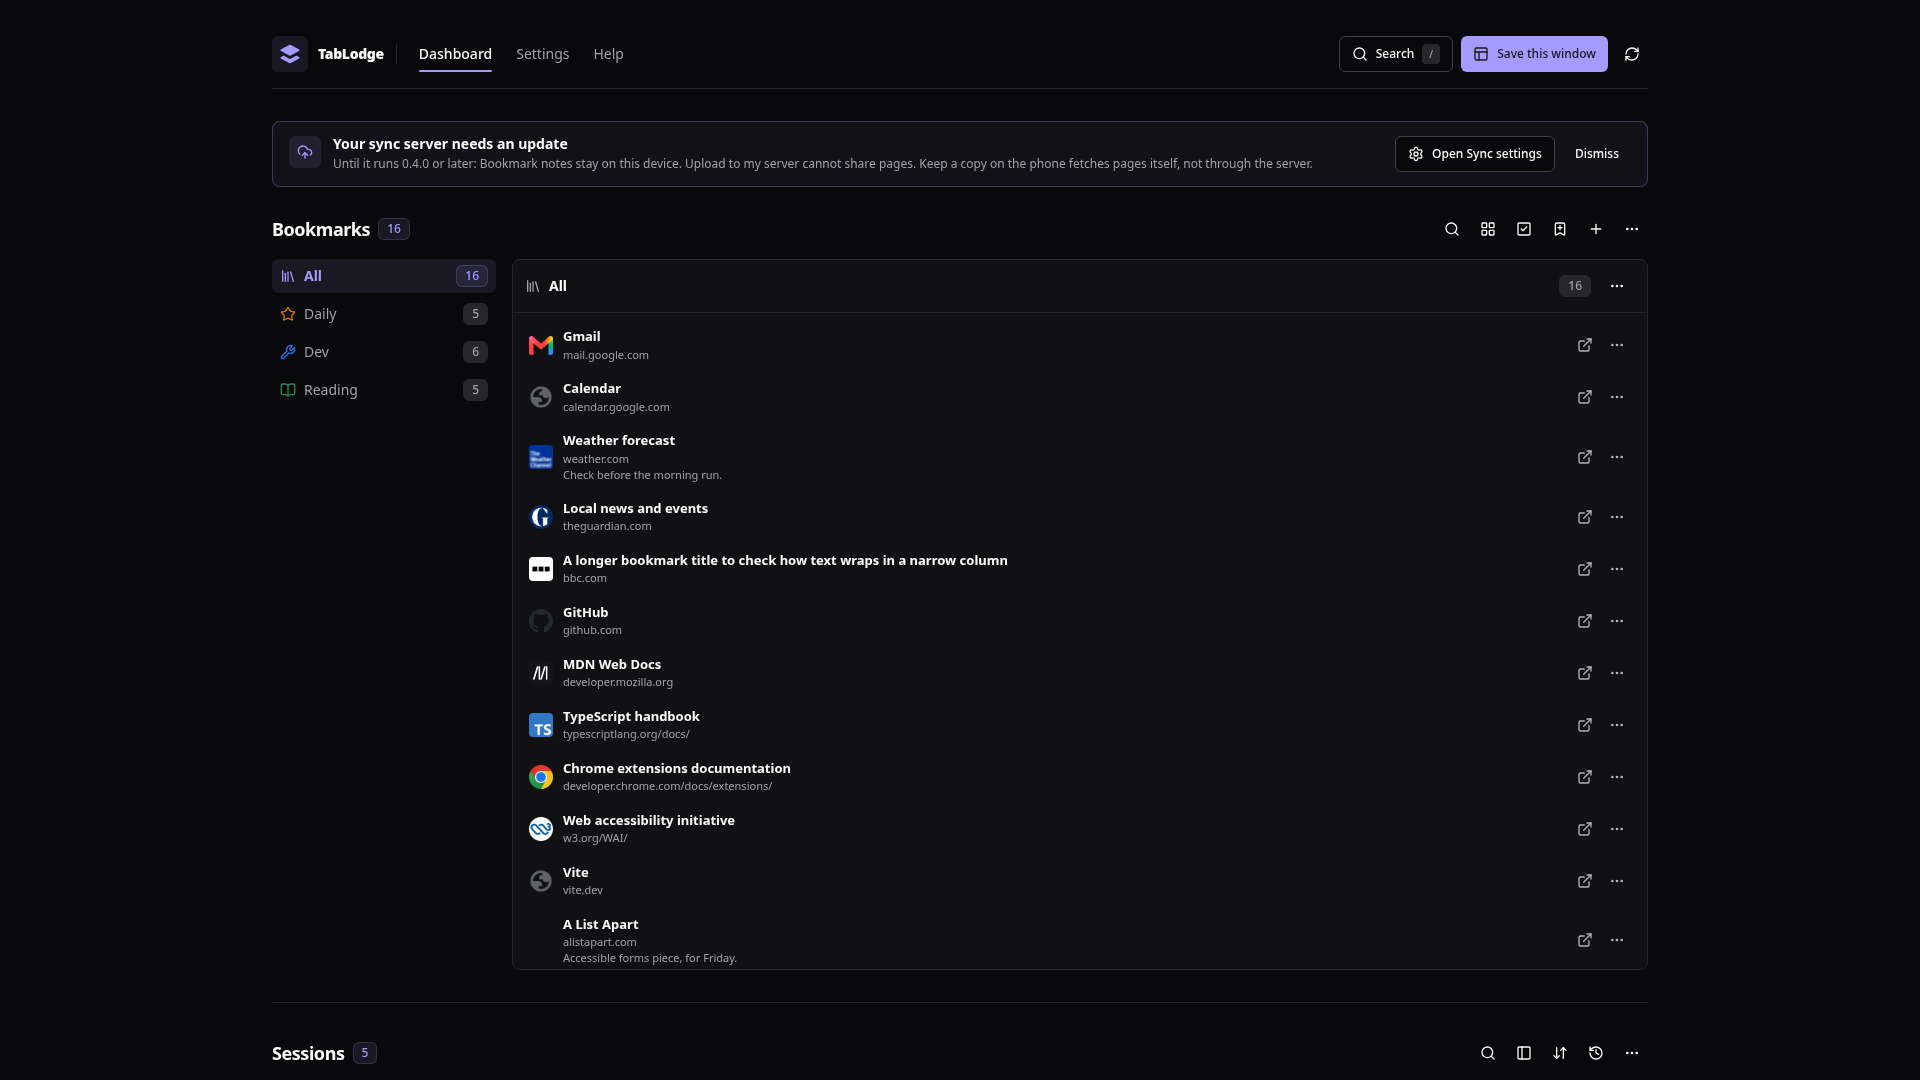 TabLodge
Dashboard
Settings
Help
Search /
Save this window
Your sync server needs an update
Until it runs 0.4.0 or later: Bookmark notes stay on this device. Upload to my server cannot share pages. Keep a copy on the phone fetches pages itself, not through the server.
Open Sync settings
Dismiss
Bookmarks 16
All 16
Daily 5
Dev 6
Reading 5
All 16
Gmail
mail.google.com
Calendar
calendar.google.com
The Weather Channel
Weather forecast
weather.com
Check before the morning run.
G
Local news and events
theguardian.com
A longer bookmark title to check how text wraps in a narrow column
bbc.com
GitHub
github.com
MDN Web Docs
developer.mozilla.org
TS
TypeScript handbook
typescriptlang.org/docs/
Chrome extensions documentation
developer.chrome.com/docs/extensions/
Web accessibility initiative
w3.org/WAI/
Vite
vite.dev
A List Apart
alistapart.com
Accessible forms piece, for Friday.
Sessions 5